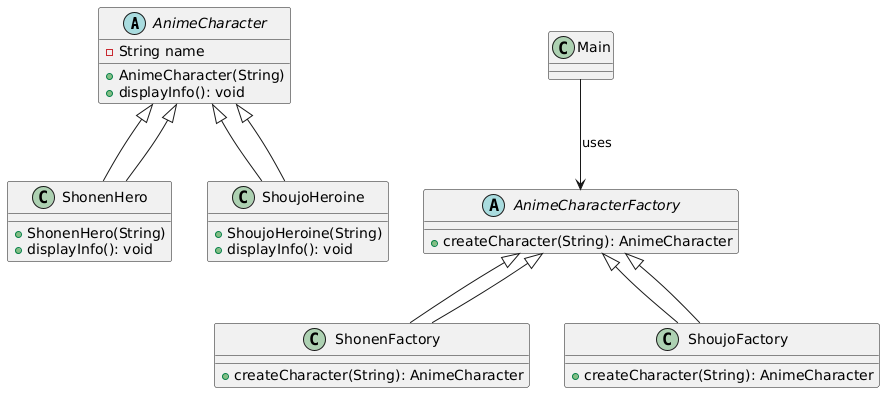 A AnimeCharacter
String name
AnimeCharacter(String)
displayInfo(): void
C Main
uses
C ShonenHero
ShonenHero(String)
displayInfo(): void
C ShoujoHeroine
ShoujoHeroine(String)
displayInfo(): void
A AnimeCharacterFactory
createCharacter(String): AnimeCharacter
C ShonenFactory
createCharacter(String): AnimeCharacter
C ShoujoFactory
createCharacter(String): AnimeCharacter